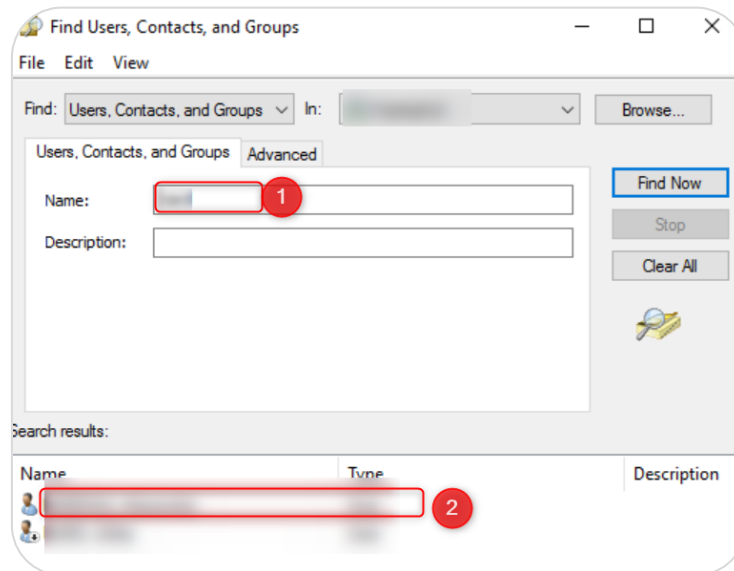 Find Users, Contacts, and Groups
File Edit View
Find: Users, Contacts, and Groups In: Browse...
Users, Contacts, and Groups Advanced
Name: 1
Find Now
Description:
Stop
Clear All
Search results:
Name Type Description
2